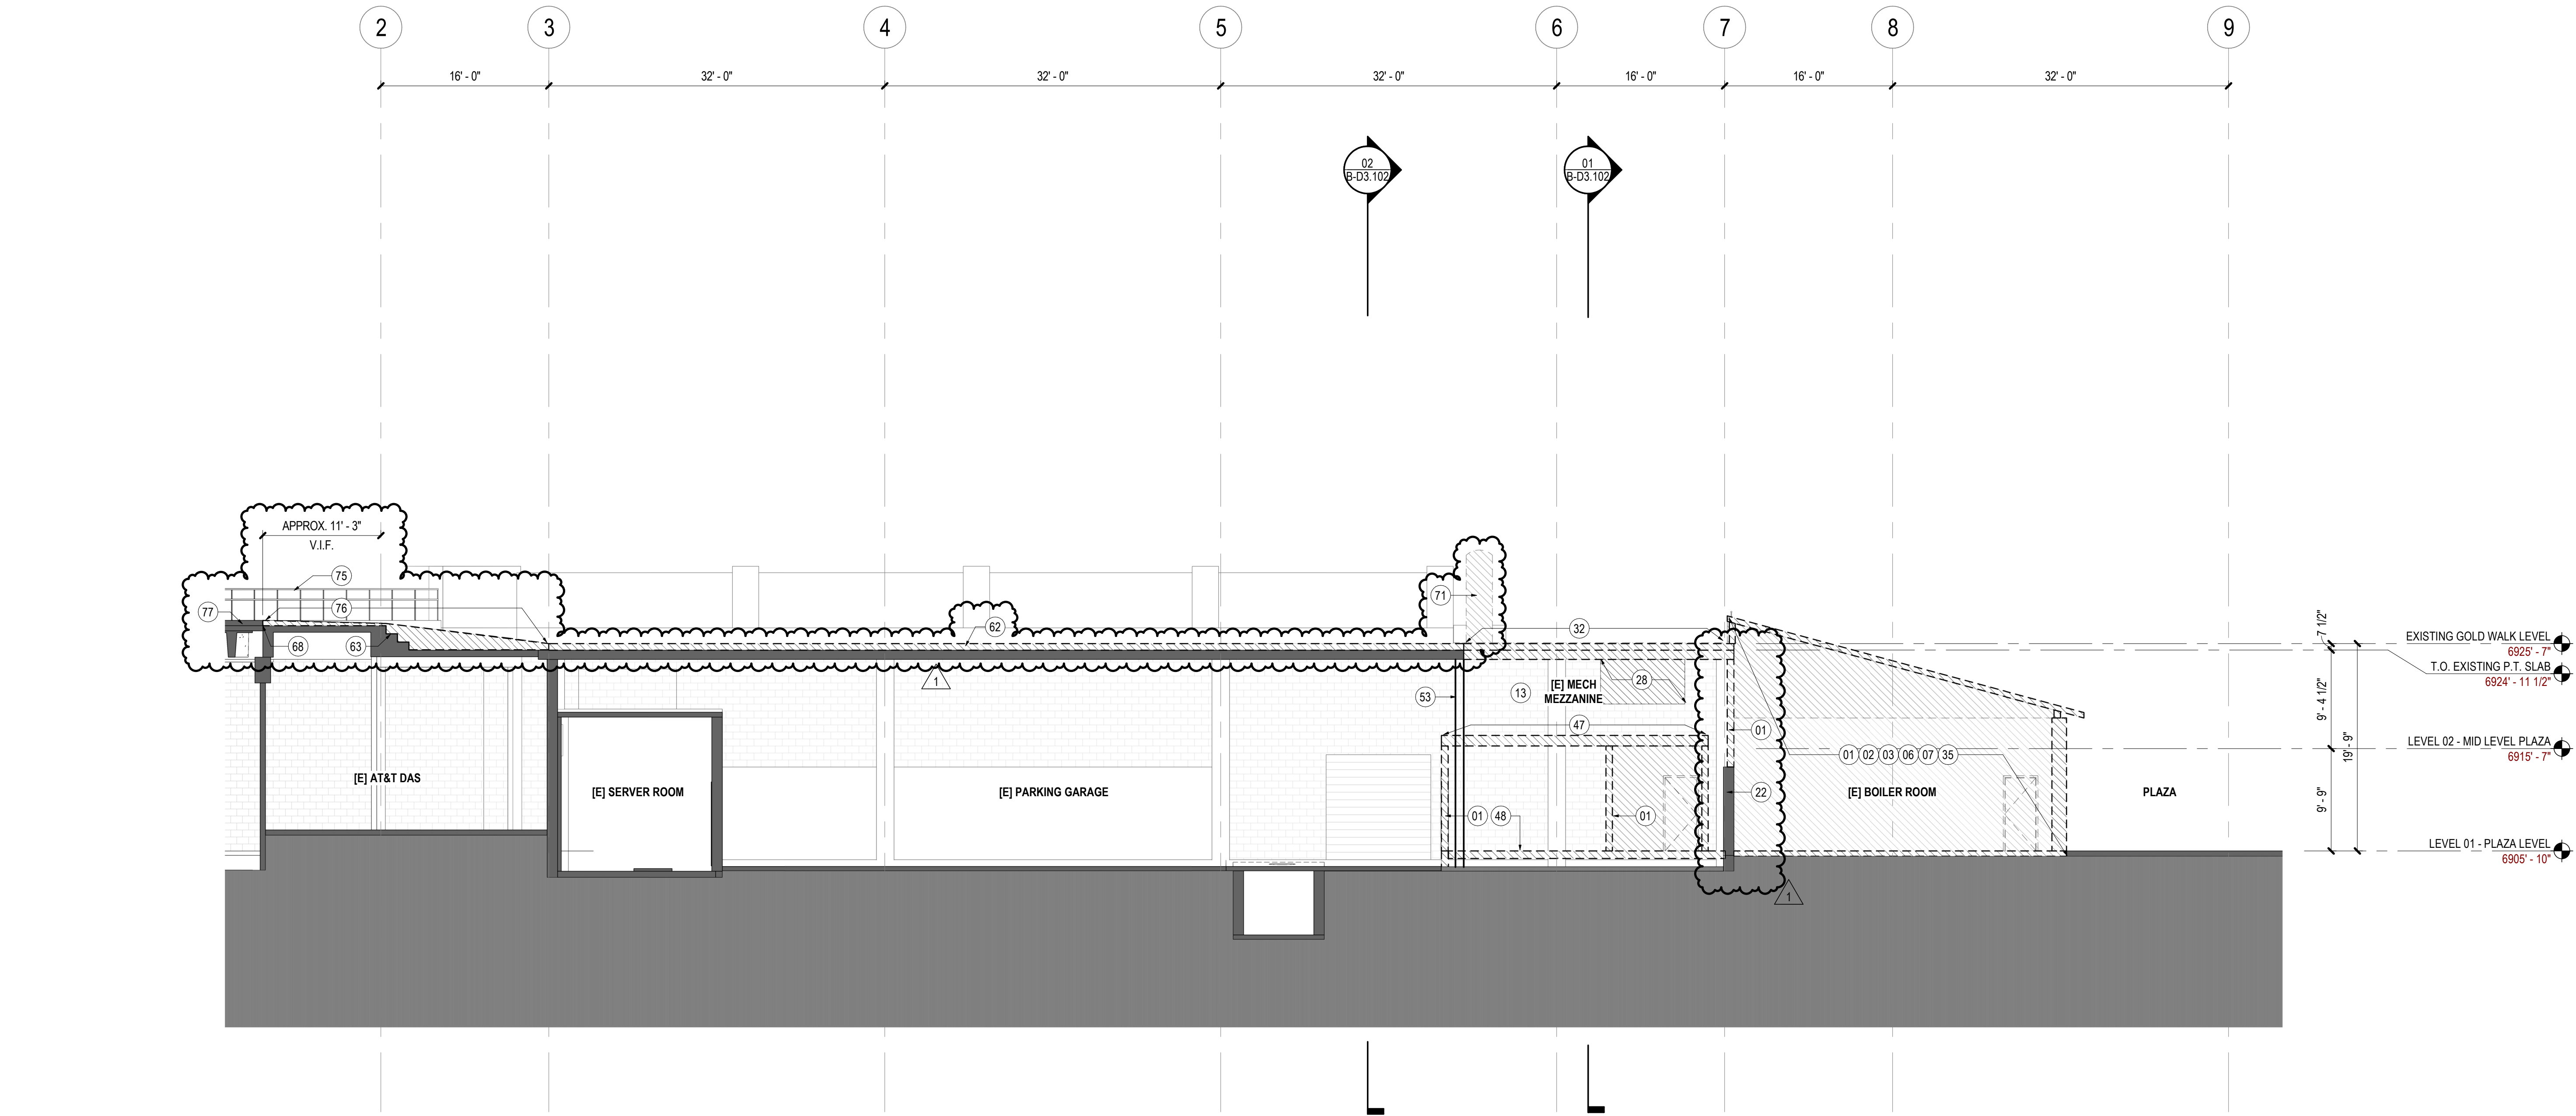 2 3 4 5 6 7 8 9
16' - 0" 32' - 0" 32' - 0" 32' - 0" 16' - 0" 16' - 0" 32' - 0"
02
B-D3.102
01
B-D3.102
APPROX. 11' - 3"
V.I.F.
75
76
77
68
63
62
1
71
32
53
13
[E] MECH
MEZZANINE
28
47
01
01 02 03 06 07 35
[E] AT&T DAS
[E] SERVER ROOM
[E] PARKING GARAGE
22
[E] BOILER ROOM
PLAZA
01 48
01
1
7 1/2"
9' - 4 1/2"
19' - 9"
9' - 9"
EXISTING GOLD WALK LEVEL
6925' - 7"
T.O. EXISTING P.T. SLAB
6924' - 11 1/2"
LEVEL 02 - MID LEVEL PLAZA
6915' - 7"
LEVEL 01 - PLAZA LEVEL
6905' - 10"